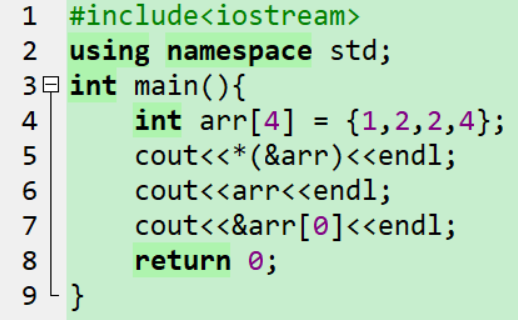 1 #include<iostream>
2 using namespace std;
3 int main(){
4 int arr[4] = {1,2,2,4};
5 cout<<*(&arr)<<endl;
6 cout<<arr<<endl;
7 cout<<&arr[0]<<endl;
8 return 0;
9 }